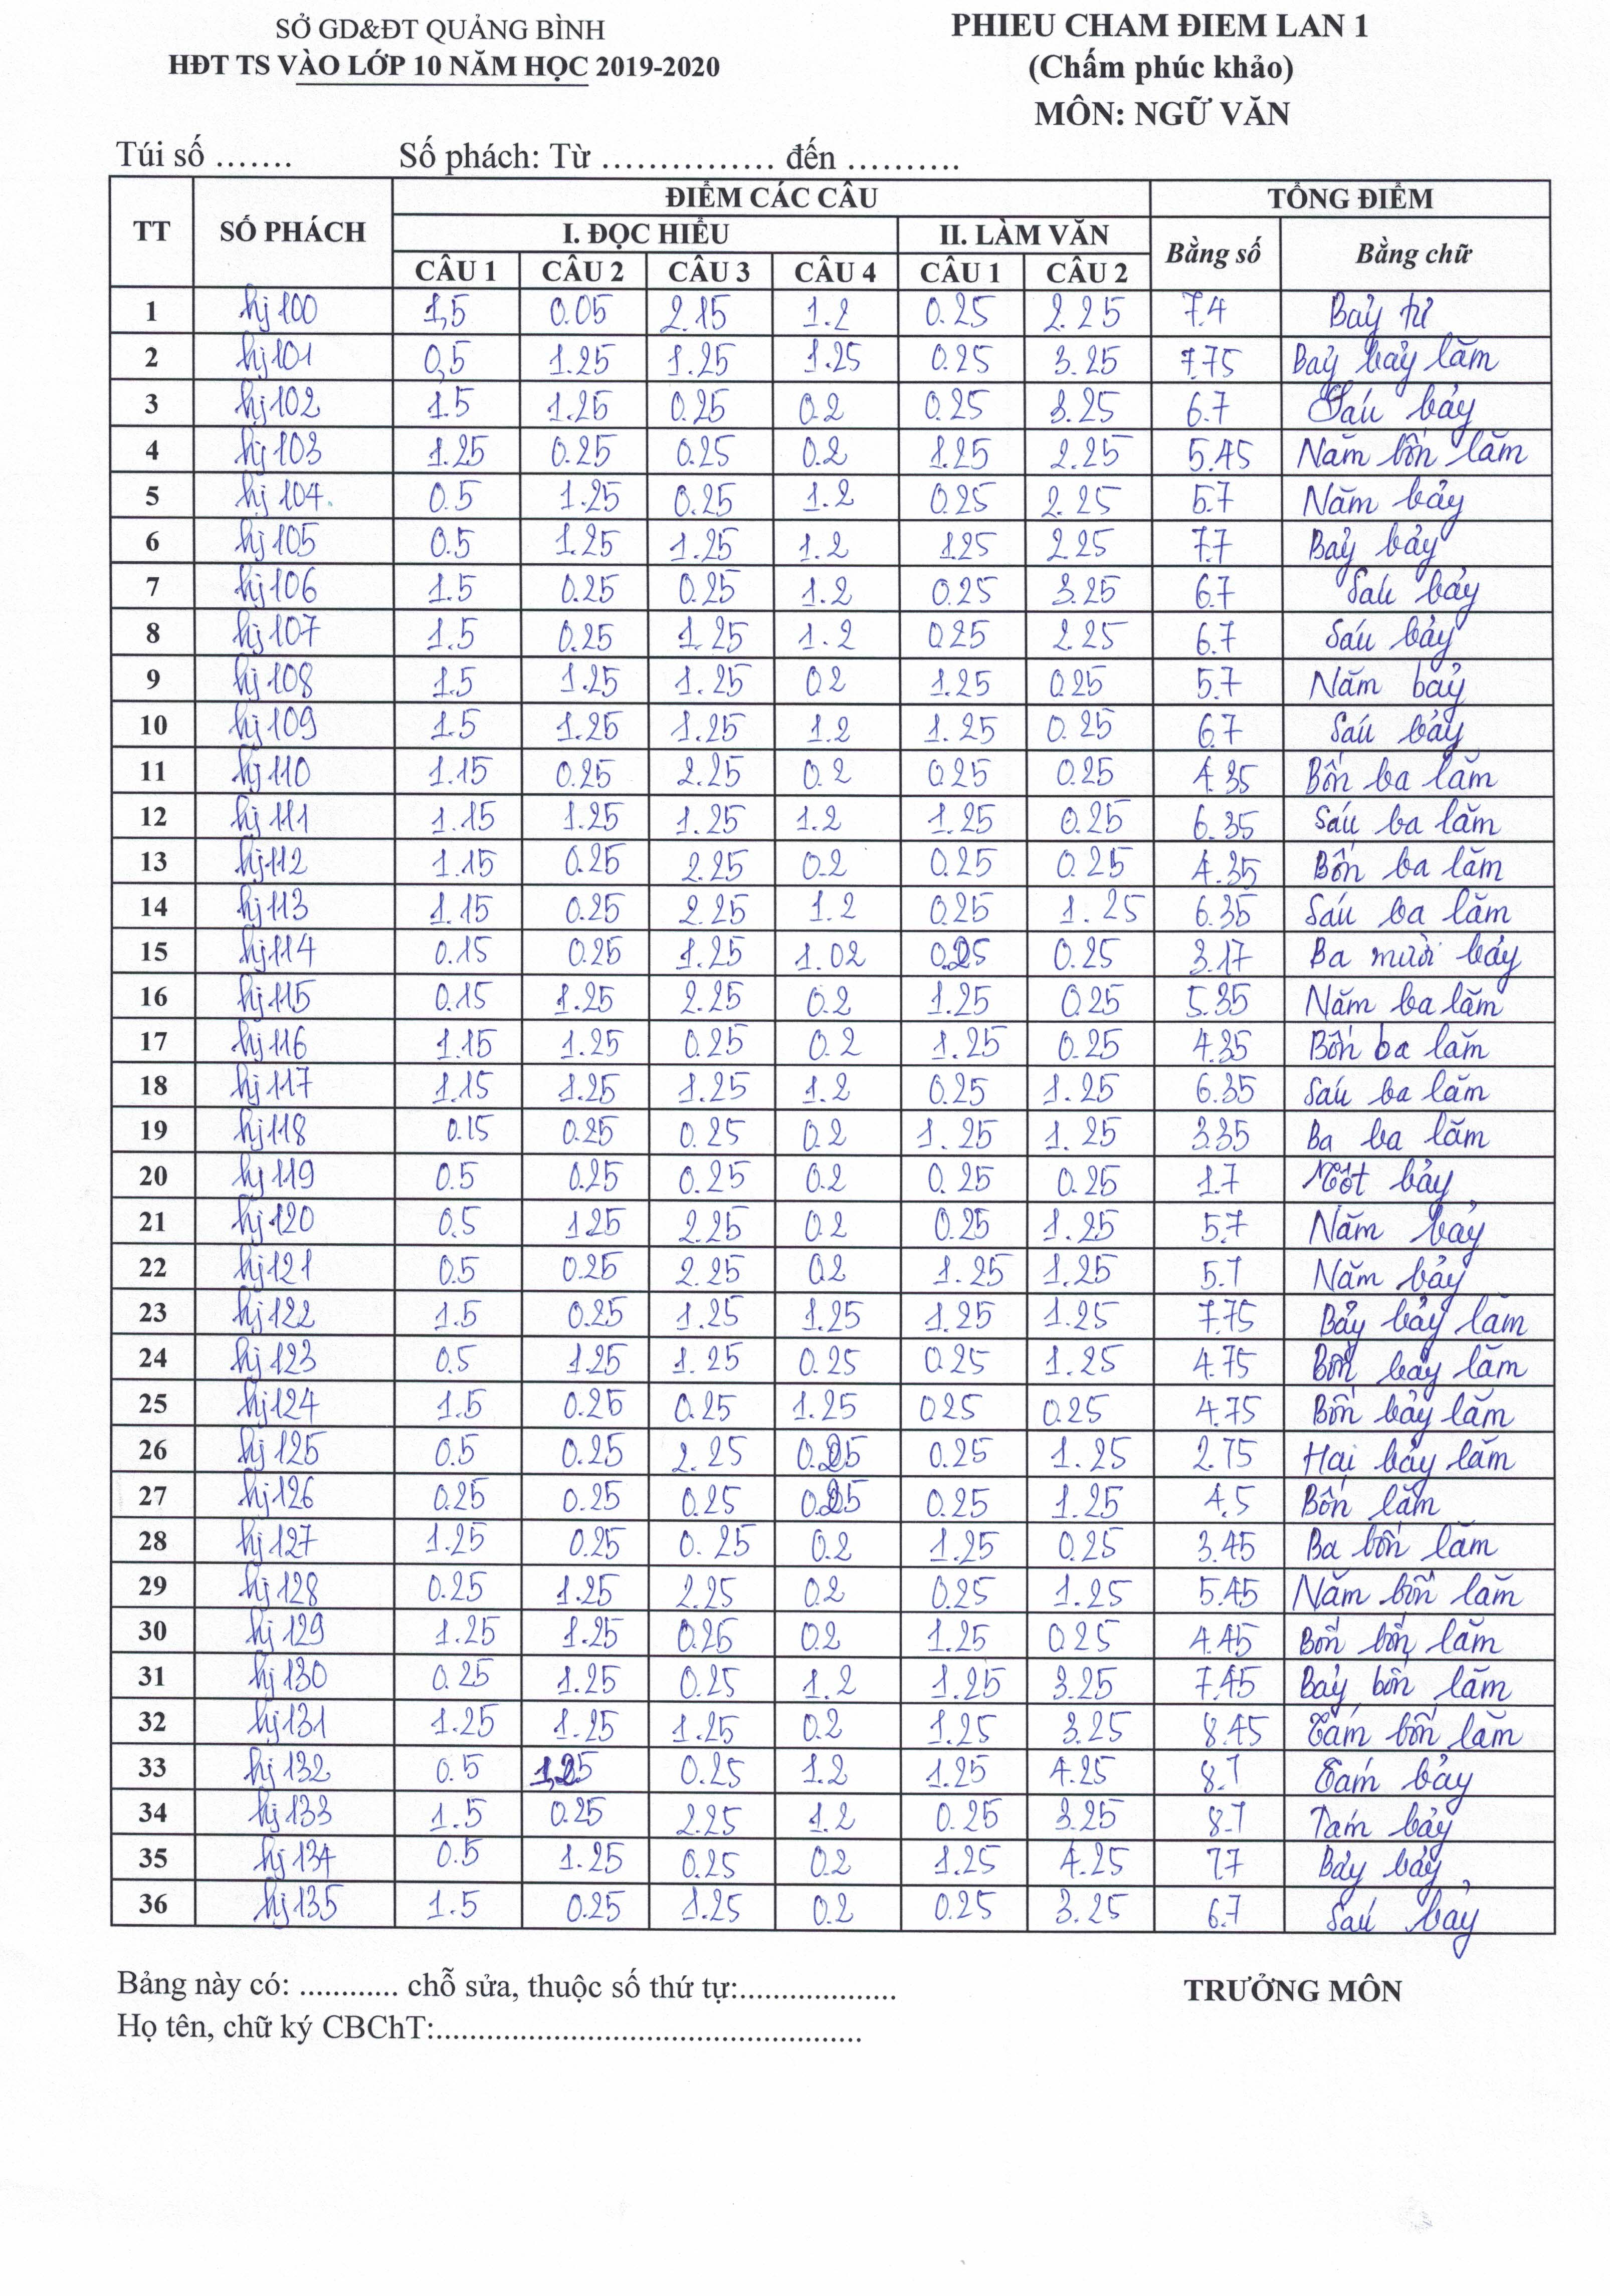 SỞ GD&ĐT QUẢNG BÌNH
HĐT TS VÀO LỚP 10 NĂM HỌC 2019-2020
PHIEU CHAM ĐIEM LAN 1
(Chấm phúc khảo)
MÔN: NGỮ VĂN
Túi số ....... Số phách: Từ ............... đến ..........
TT SỐ PHÁCH ĐIỂM CÁC CÂU TỔNG ĐIỂM
I. ĐỌC HIỂU II. LÀM VĂN Bằng số Bằng chữ
CÂU 1 CÂU 2 CÂU 3 CÂU 4 CÂU 1 CÂU 2
1 hj100 1,5 0.05 2.15 1.2 0.25 2.25 7.4 Bảy tư
2 hj101 0,5 1.25 1.25 1.25 0.25 3.25 7.75 Bảy bảy lăm
3 hj102 1.5 1.25 0.25 0.2 0.25 3.25 6.7 Sáu bảy
4 hj103 1.25 0.25 0.25 0.2 1.25 2.25 5.45 Năm bốn lăm
5 hj104 0.5 1.25 0.25 1.2 0.25 2.25 5.7 Năm bảy
6 hj105 0.5 1.25 1.25 1.2 1.25 2.25 7.7 Bảy bảy
7 hj106 1.5 0.25 0.25 1.2 0.25 3.25 6.7 Sáu bảy
8 hj107 1.5 0.25 1.25 1.2 0.25 2.25 6.7 Sáu bảy
9 hj108 1.5 1.25 1.25 0.2 1.25 0.25 5.7 Năm bảy
10 hj109 1.5 1.25 1.25 1.2 1.25 0.25 6.7 Sáu bảy
11 hj110 1.15 0.25 2.25 0.2 0.25 0.25 4.35 Bốn ba lăm
12 hj111 1.15 1.25 1.25 1.2 1.25 0.25 6.35 Sáu ba lăm
13 hj112 1.15 0.25 2.25 0.2 0.25 0.25 4.35 Bốn ba lăm
14 hj113 1.15 0.25 2.25 1.2 0.25 1.25 6.35 Sáu ba lăm
15 hj114 0.15 0.25 1.25 1.02 0.25 0.25 3.17 Ba mười bảy
16 hj115 0.15 1.25 2.25 0.2 1.25 0.25 5.35 Năm ba lăm
17 hj116 1.15 1.25 0.25 0.2 1.25 0.25 4.35 Bốn ba lăm
18 hj117 1.15 1.25 1.25 1.2 0.25 1.25 6.35 Sáu ba lăm
19 hj118 0.15 0.25 0.25 0.2 1.25 1.25 3.35 Ba ba lăm
20 hj119 0.5 0.25 0.25 0.2 0.25 0.25 1.7 Một bảy
21 hj120 0.5 1.25 2.25 0.2 0.25 1.25 5.7 Năm bảy
22 hj121 0.5 0.25 2.25 0.2 1.25 1.25 5.7 Năm bảy
23 hj122 1.5 0.25 1.25 1.25 1.25 1.25 7.75 Bảy bảy lăm
24 hj123 0.5 1.25 1.25 0.25 0.25 1.25 4.75 Bốn bảy lăm
25 hj124 1.5 0.25 0.25 1.25 0.25 0.25 4.75 Bốn bảy lăm
26 hj125 0.5 0.25 2.25 0.25 0.25 1.25 2.75 Hai bảy lăm
27 hj126 0.25 0.25 0.25 0.25 0.25 1.25 4.5 Bốn lăm
28 hj127 1.25 0.25 0.25 0.2 1.25 0.25 3.45 Ba bốn lăm
29 hj128 0.25 1.25 2.25 0.2 0.25 1.25 5.45 Năm bốn lăm
30 hj129 1.25 1.25 0.25 0.2 1.25 0.25 4.45 Bốn bốn lăm
31 hj130 0.25 1.25 0.25 1.2 1.25 3.25 7.45 Bảy bốn lăm
32 hj131 1.25 1.25 1.25 0.2 1.25 3.25 8.45 Tám bốn lăm
33 hj132 0.5 1,25 0.25 1.2 1.25 4.25 8.7 Tám bảy
34 hj133 1.5 0.25 2.25 1.2 0.25 3.25 8.7 Tám bảy
35 hj134 0.5 1.25 0.25 0.2 1.25 4.25 7.7 Bảy bảy
36 hj135 1.5 0.25 1.25 0.2 0.25 3.25 6.7 Sáu bảy
Bảng này có: ............ chỗ sửa, thuộc số thứ tự:................... TRƯỞNG MÔN
Họ tên, chữ ký CBChT:....................................................